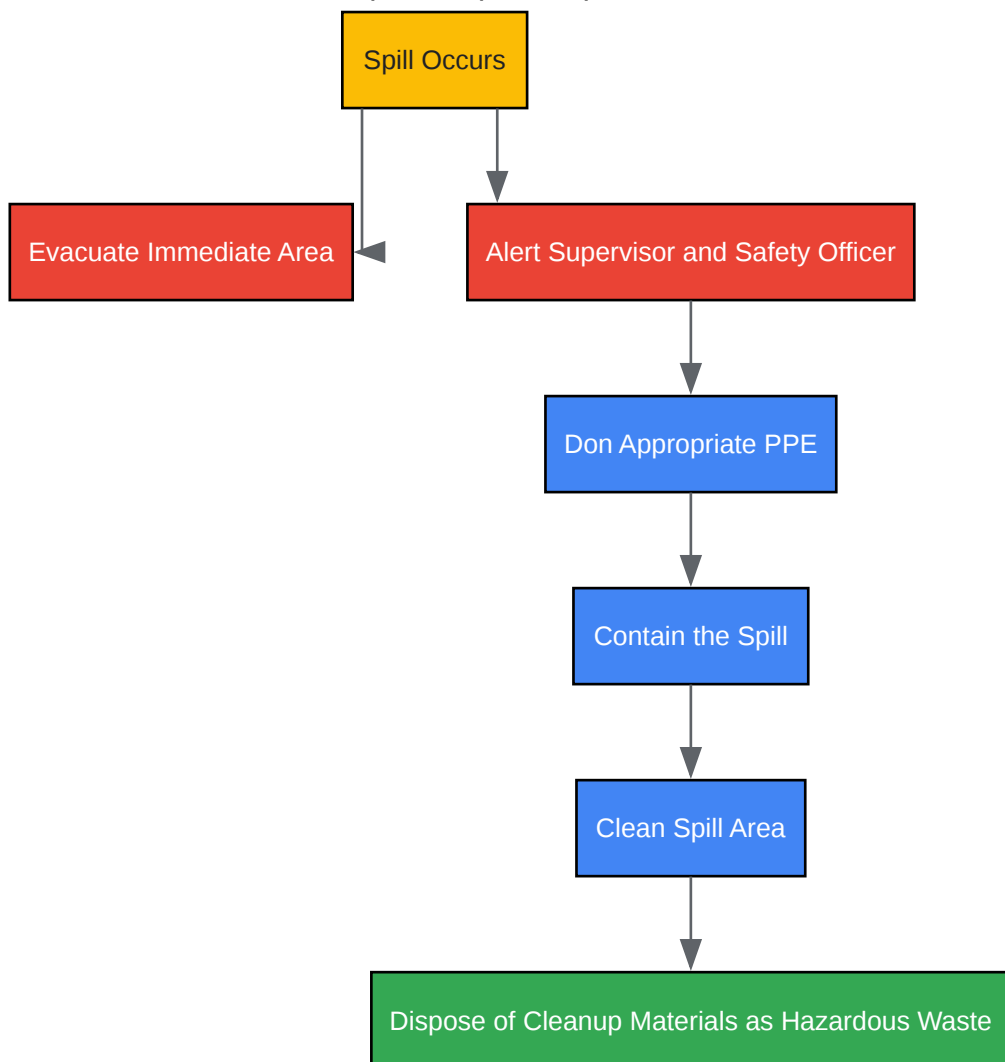 Spill Occurs
Evacuate Immediate Area
Alert Supervisor and Safety Officer
Don Appropriate PPE
Contain the Spill
Clean Spill Area
Dispose of Cleanup Materials as Hazardous Waste